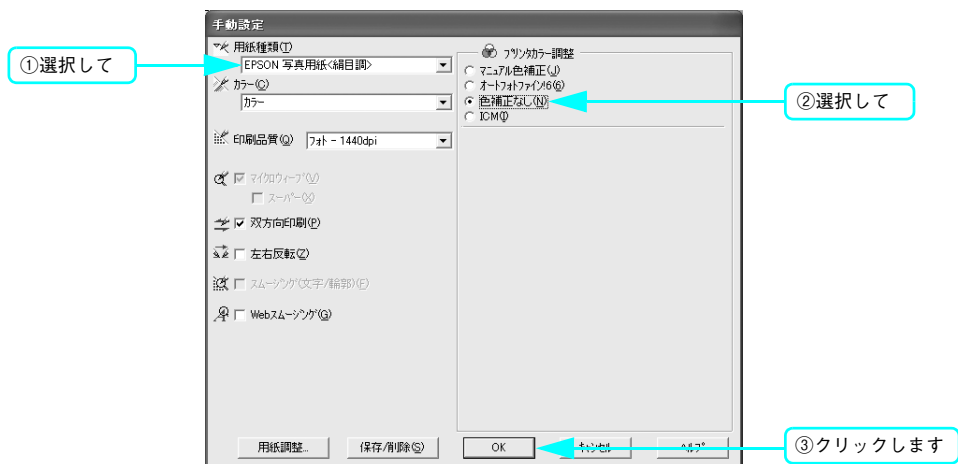 手動設定
用紙種類(T)
EPSON 写真用紙<絹目調>
カラー(C)
カラー
印刷品質(Q) フォト - 1440dpi
マイクロウィーブ(V)
スーパー(X)
双方向印刷(P)
左右反転(Z)
スムージング(文字/輪郭)(F)
Webスムージング(G)
プリンタカラー調整
マニュアル色補正(J)
オートフォトファイン!6(6)
色補正なし(N)
ICM(I)
用紙調整...
保存/削除(S)
OK
キャンセル
ヘルプ
①選択して
②選択して
③クリックします